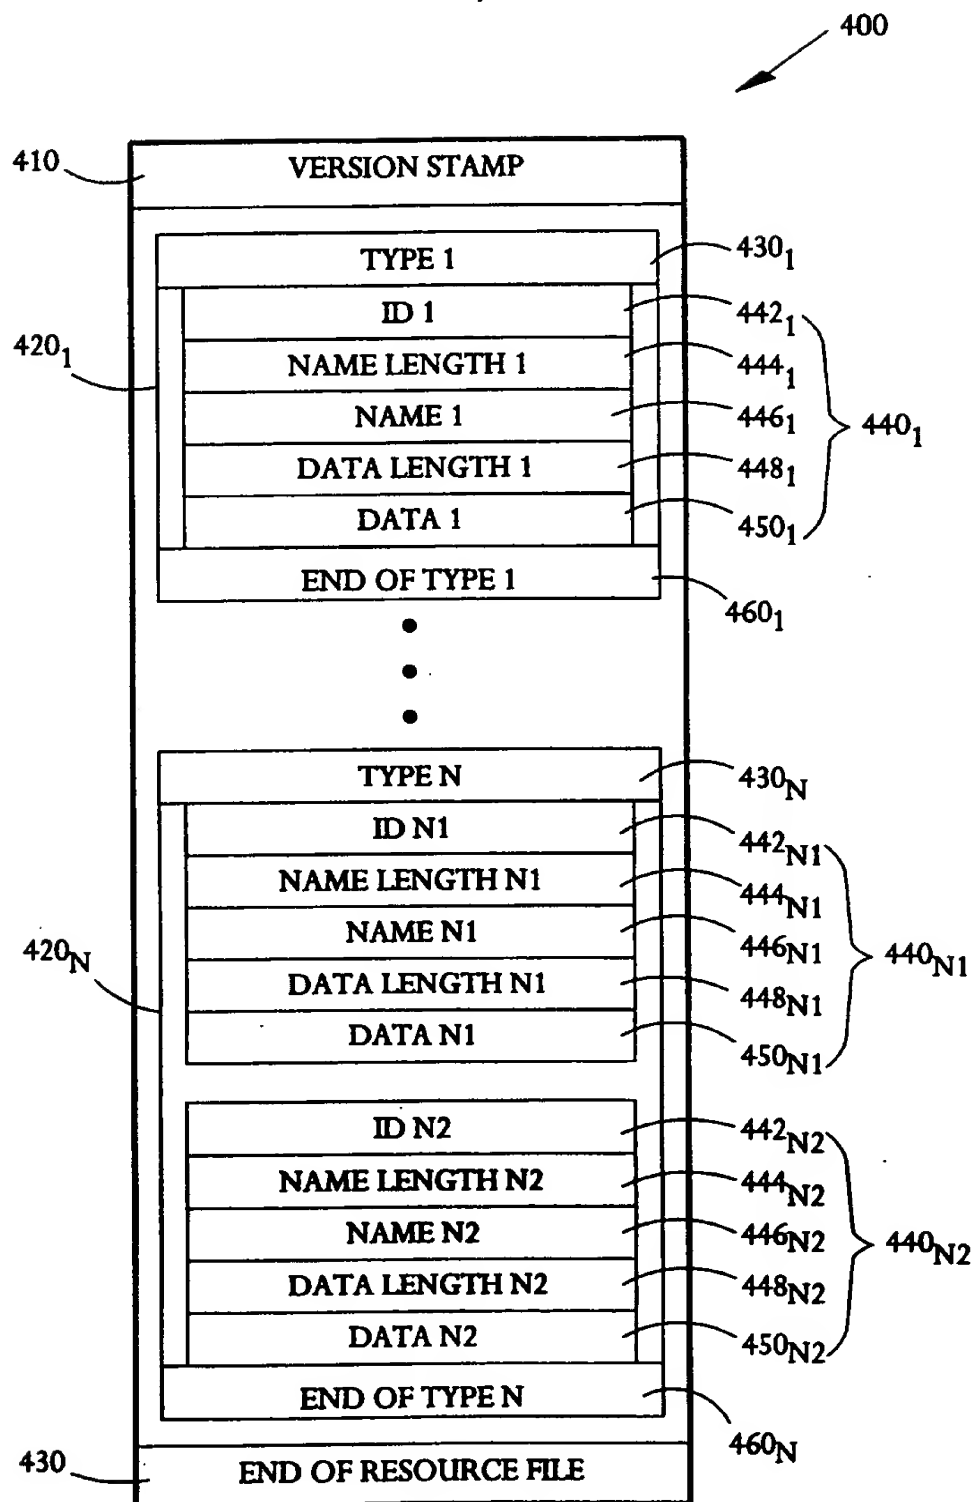 400
410 VERSION STAMP
TYPE 1 430₁
ID 1 442₁
420₁ NAME LENGTH 1 444₁
NAME 1 446₁ 440₁
DATA LENGTH 1 448₁
DATA 1 450₁
END OF TYPE 1 460₁
TYPE N 430N
ID N1 442N1
NAME LENGTH N1 444N1
420N NAME N1 446N1 440N1
DATA LENGTH N1 448N1
DATA N1 450N1
ID N2 442N2
NAME LENGTH N2 444N2
NAME N2 446N2 440N2
DATA LENGTH N2 448N2
DATA N2 450N2
END OF TYPE N 460N
430 END OF RESOURCE FILE